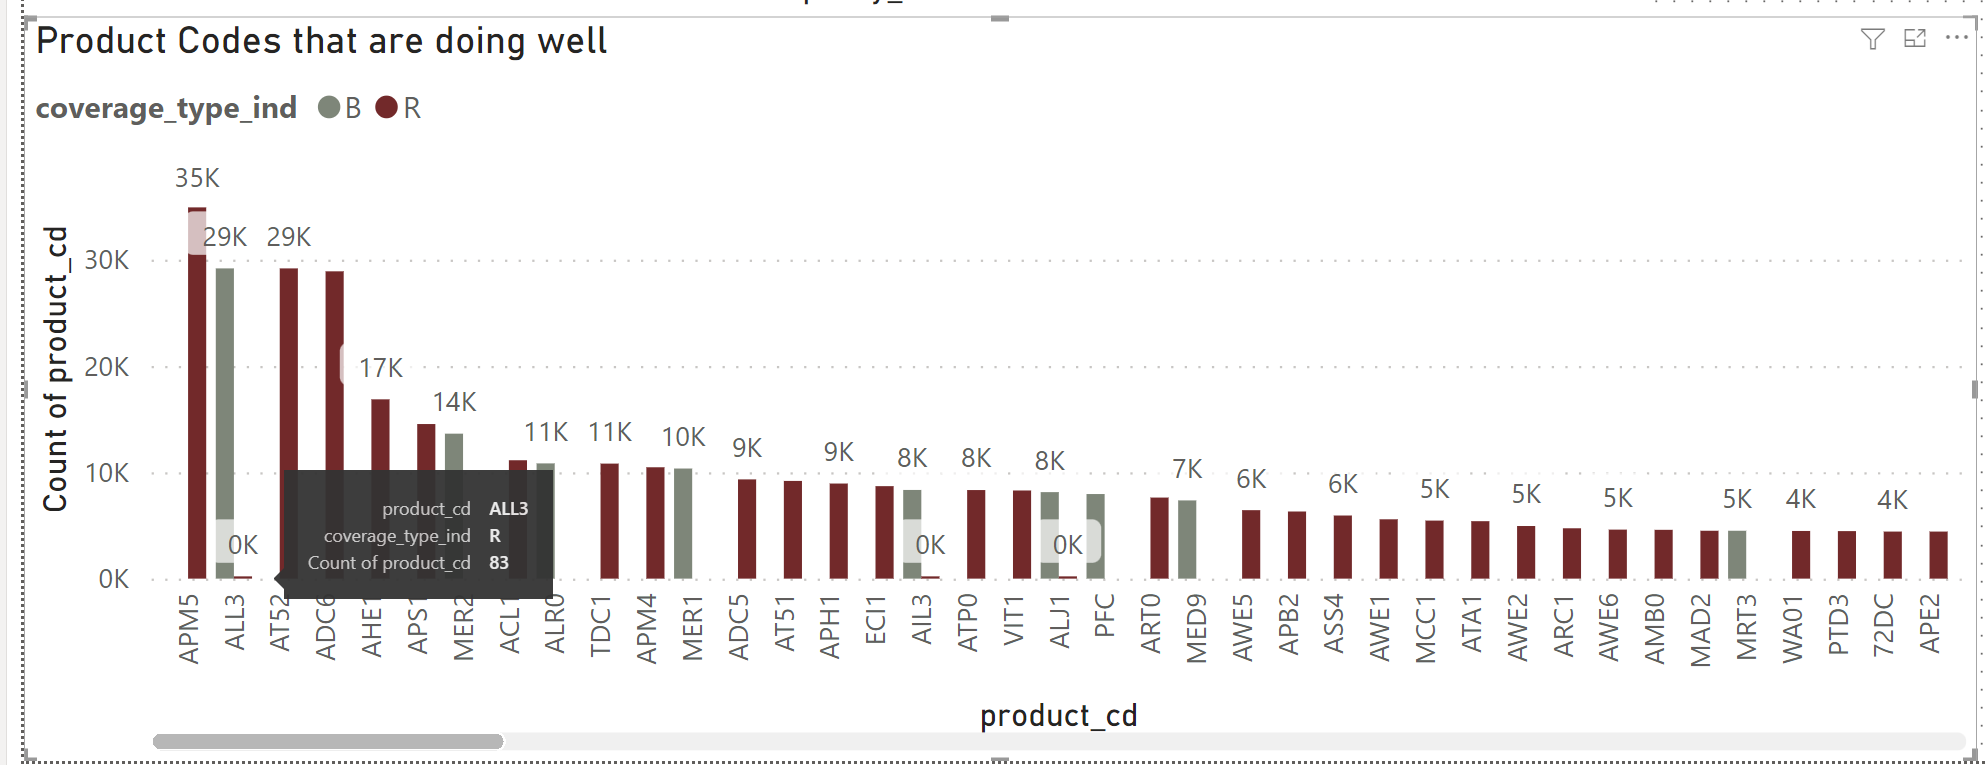 Product Codes that are doing well
coverage_type_ind B R
Count of product_cd
30K
20K
10K
0K
35K
29K
29K
17K
14K
11K
11K
10K
9K
9K
8K
8K
8K
7K
6K
6K
5K
5K
5K
5K
4K
4K
0K
0K
0K
product_cd ALL3
coverage_type_ind R
Count of product_cd 83
APM5
ALL3
AT52
ADC6
AHE1
APS1
MER2
ACL1
ALR0
TDC1
APM4
MER1
ADC5
AT51
APH1
ECI1
AIL3
ATP0
VIT1
ALJ1
PFC
ART0
MED9
AWE5
APB2
ASS4
AWE1
MCC1
ATA1
AWE2
ARC1
AWE6
AMB0
MAD2
MRT3
WA01
PTD3
72DC
APE2
product_cd